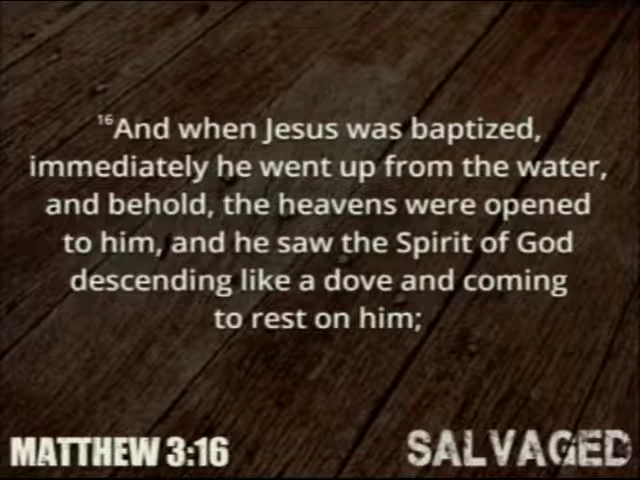 ¹⁶And when Jesus was baptized,
immediately he went up from the water,
and behold, the heavens were opened
to him, and he saw the Spirit of God
descending like a dove and coming
to rest on him;
MATTHEW 3:16
SALVAGED